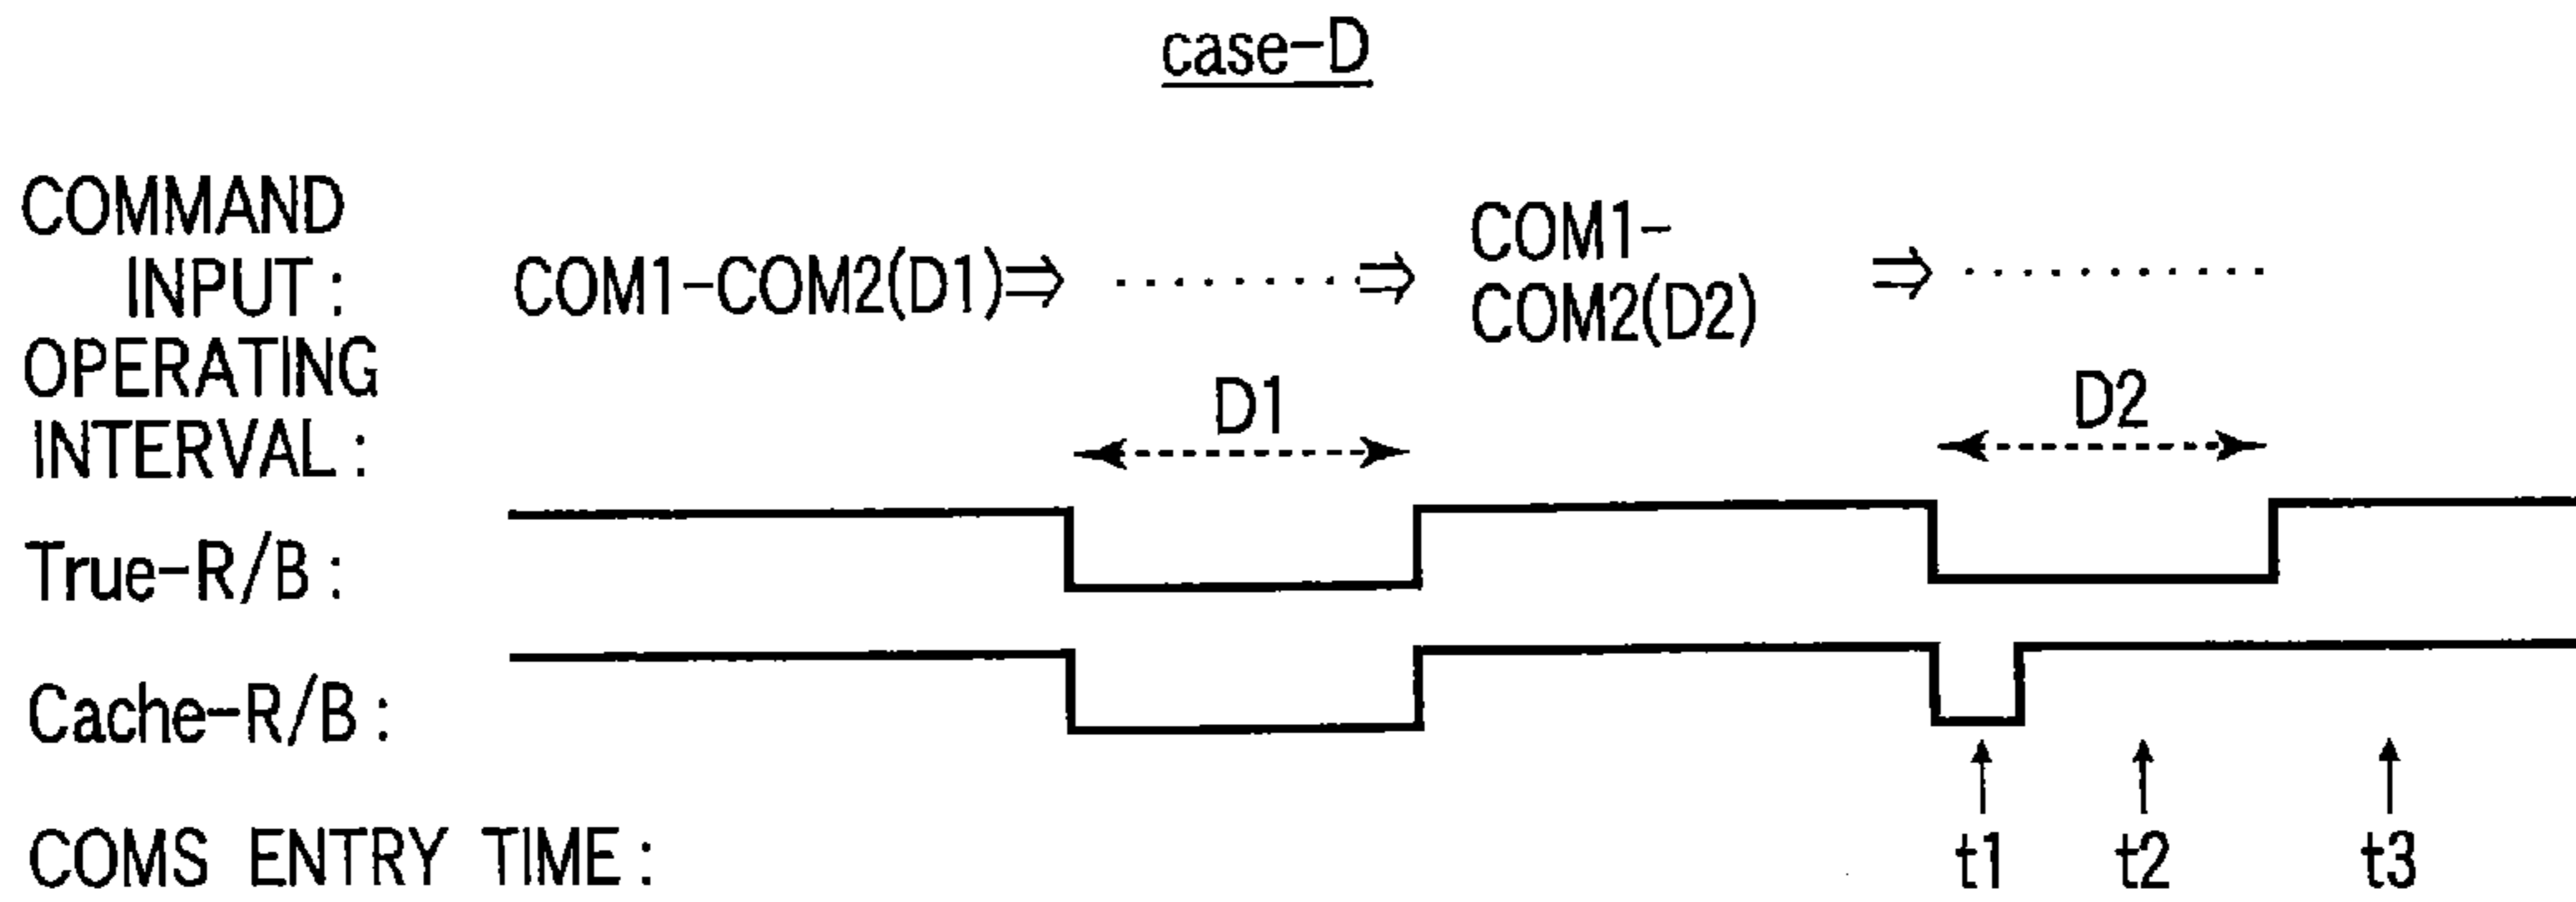 case-D
COMMAND
INPUT :
COM1-COM2(D1)⇒ ·········⇒
COM1-
COM2(D2)
⇒ ···········
OPERATING
INTERVAL :
D1
D2
True-R/B :
Cache-R/B :
COMS ENTRY TIME :
t1 t2 t3